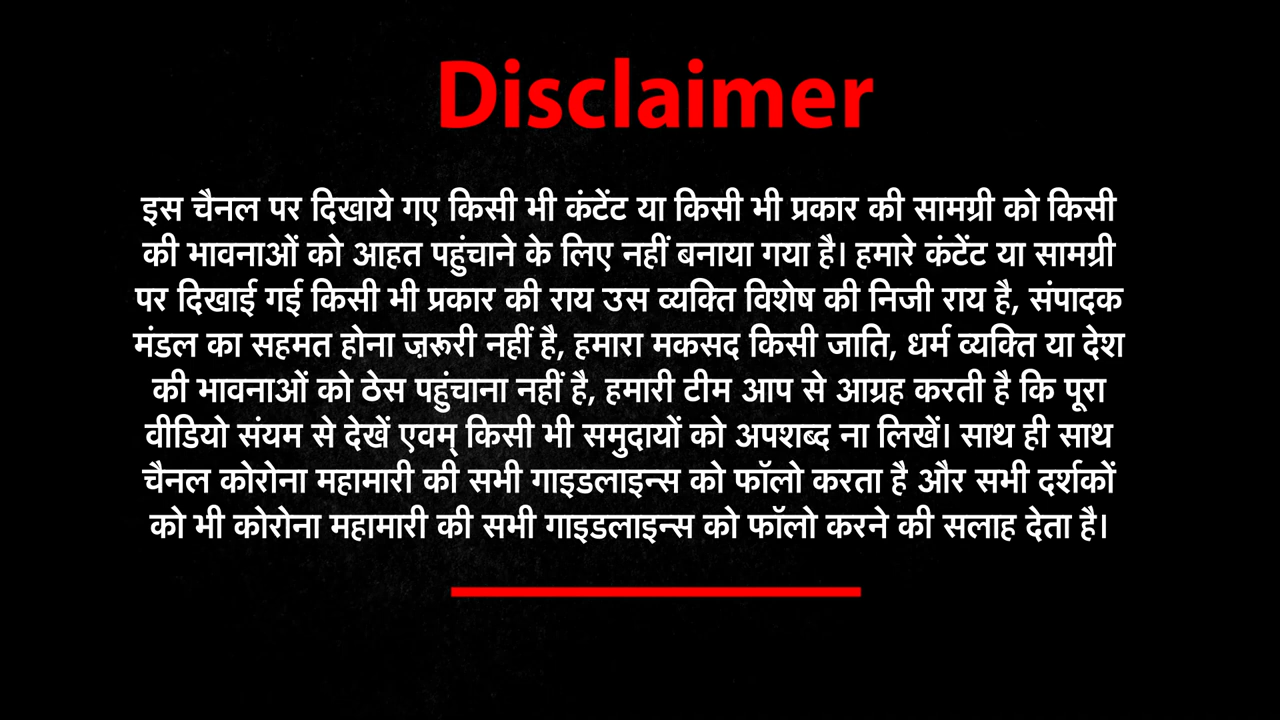 Disclaimer
इस चैनल पर दिखाये गए किसी भी कंटेंट या किसी भी प्रकार की सामग्री को किसी
की भावनाओं को आहत पहुंचाने के लिए नहीं बनाया गया है। हमारे कंटेंट या सामग्री
पर दिखाई गई किसी भी प्रकार की राय उस व्यक्ति विशेष की निजी राय है, संपादक
मंडल का सहमत होना ज़रूरी नहीं है, हमारा मकसद किसी जाति, धर्म व्यक्ति या देश
की भावनाओं को ठेस पहुंचाना नहीं है, हमारी टीम आप से आग्रह करती है कि पूरा
वीडियो संयम से देखें एवम् किसी भी समुदायों को अपशब्द ना लिखें। साथ ही साथ
चैनल कोरोना महामारी की सभी गाइडलाइन्स को फॉलो करता है और सभी दर्शकों
को भी कोरोना महामारी की सभी गाइडलाइन्स को फॉलो करने की सलाह देता है।